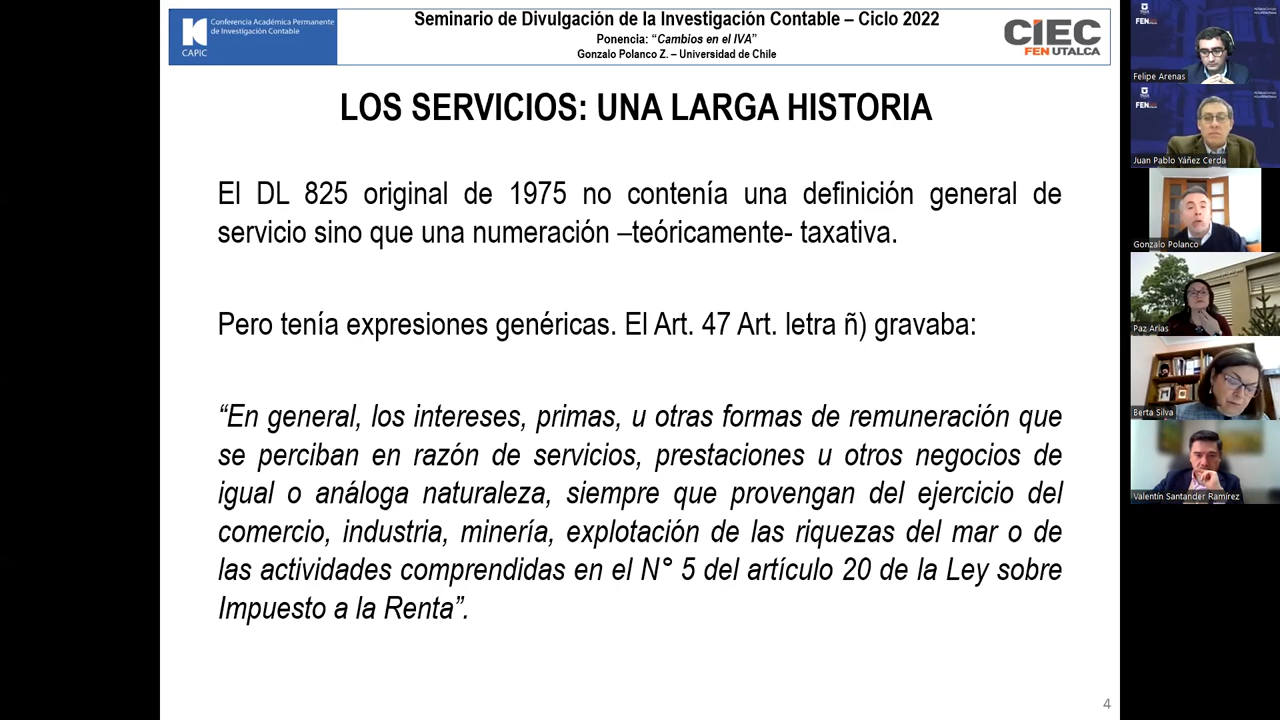 Conferencia Académica Permanente
de Investigación Contable
CAPIC
Seminario de Divulgación de la Investigación Contable – Ciclo 2022
Ponencia: “Cambios en el IVA”
Gonzalo Polanco Z. – Universidad de Chile
CIEC
FEN UTALCA
LOS SERVICIOS: UNA LARGA HISTORIA
El DL 825 original de 1975 no contenía una definición general de
servicio sino que una numeración –teóricamente- taxativa.
Pero tenía expresiones genéricas. El Art. 47 Art. letra ñ) gravaba:
“En general, los intereses, primas, u otras formas de remuneración que
se perciban en razón de servicios, prestaciones u otros negocios de
igual o análoga naturaleza, siempre que provengan del ejercicio del
comercio, industria, minería, explotación de las riquezas del mar o de
las actividades comprendidas en el N° 5 del artículo 20 de la Ley sobre
Impuesto a la Renta”.
4
FEN
Felipe Arenas
FEN
Juan Pablo Yáñez Cerda
Gonzalo Polanco
Paz Arias
Berta Silva
Valentín Santander Ramírez